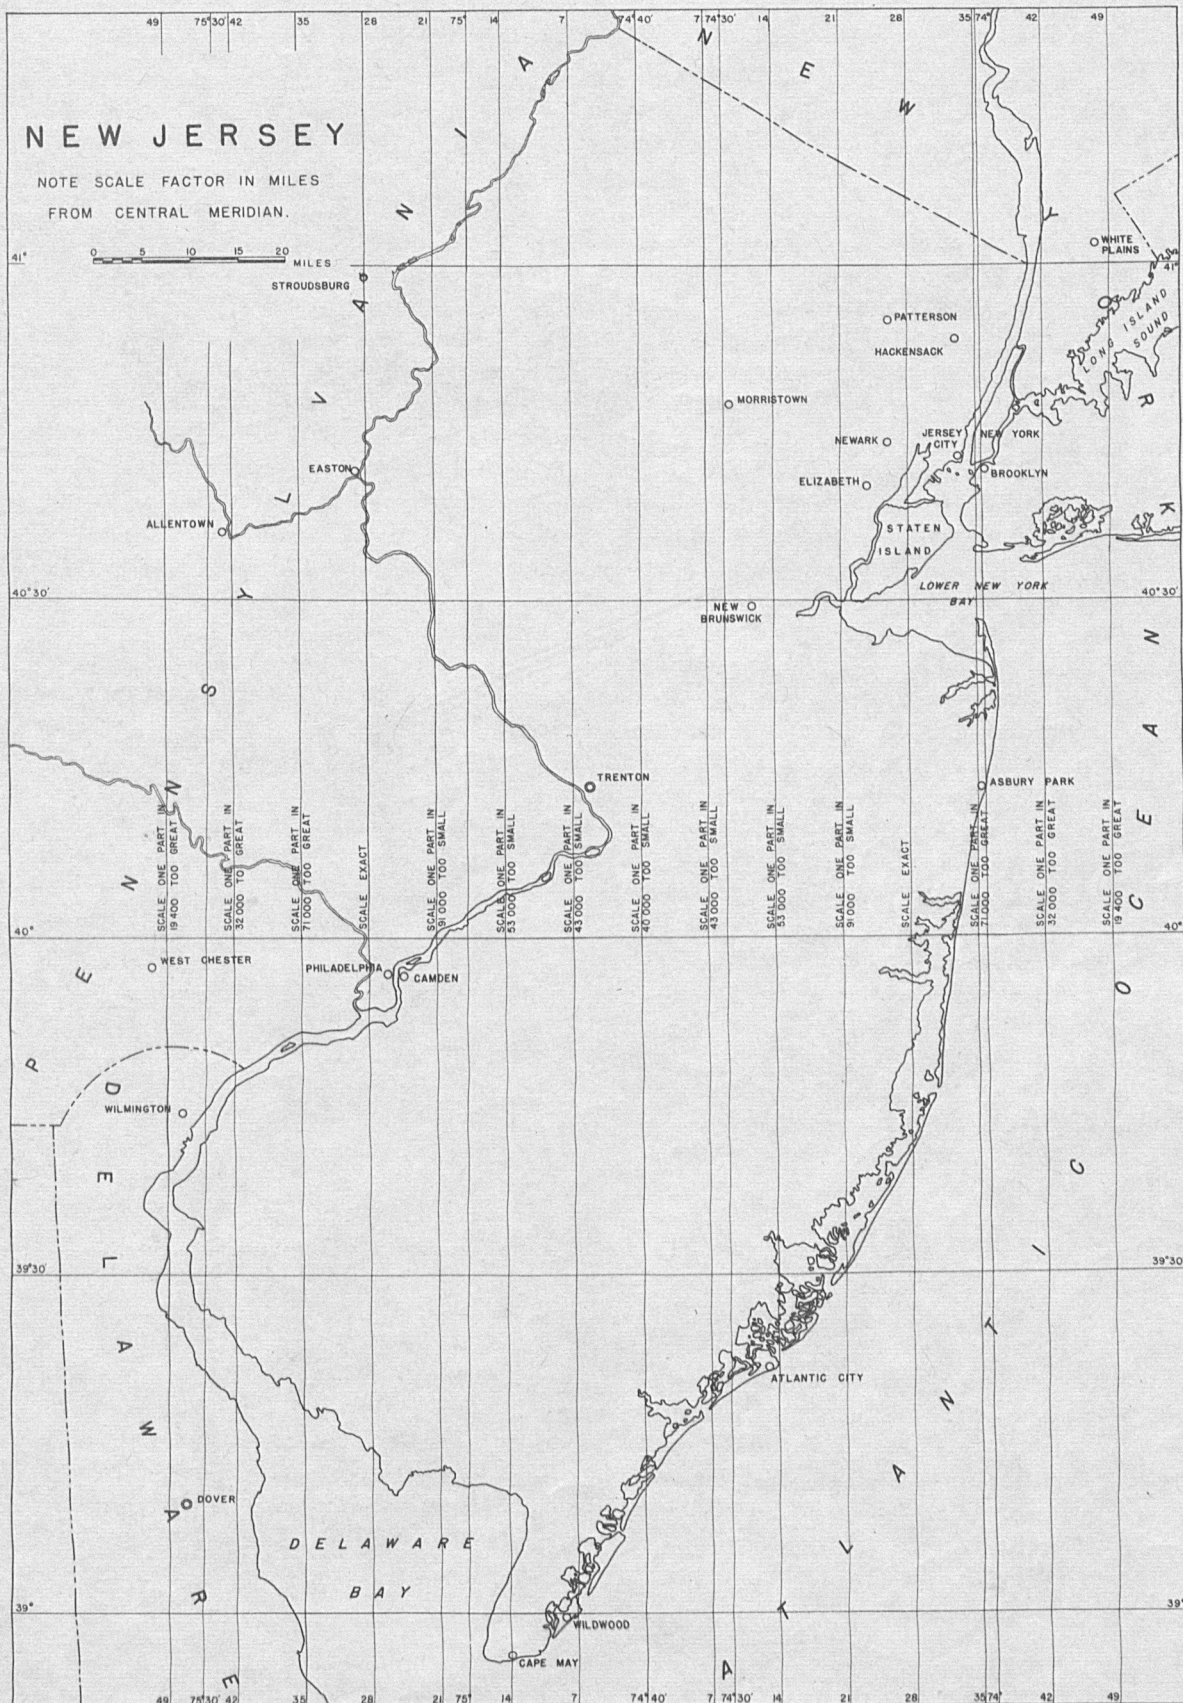 49 75°30' 42 35 26 21 75° 14 7 74°40' 7 74°30' 14 21 28 35 74° 42 49
NEW JERSEY
NOTE SCALE FACTOR IN MILES
FROM CENTRAL MERIDIAN.
0 5 10 15 20 MILES
PENNSYLVANIA
NEW Y
RK
41° 41°
STROUDSBURG
WHITE
PLAINS
LONG ISLAND
SOUND
PATTERSON
HACKENSACK
MORRISTOWN
NEWARK
JERSEY
CITY
NEW YORK
EASTON
BROOKLYN
ELIZABETH
ALLENTOWN
STATEN
ISLAND
LOWER NEW YORK
BAY
40°30' 40°30'
NEW
BRUNSWICK
TRENTON
ASBURY PARK
SCALE ONE PART IN
19 400 TOO GREAT
SCALE ONE PART IN
32 000 TOO GREAT
SCALE ONE PART IN
71 000 TOO GREAT
SCALE EXACT
SCALE ONE PART IN
91 000 TOO SMALL
SCALE ONE PART IN
53 000 TOO SMALL
SCALE ONE PART IN
43 000 TOO SMALL
SCALE ONE PART IN
40 000 TOO SMALL
SCALE ONE PART IN
43 000 TOO SMALL
SCALE ONE PART IN
53 000 TOO SMALL
SCALE ONE PART IN
91 000 TOO SMALL
SCALE EXACT
SCALE ONE PART IN
71 000 TOO GREAT
SCALE ONE PART IN
32 000 TOO GREAT
SCALE ONE PART IN
19 400 TOO GREAT
40° 40°
WEST CHESTER
PHILADELPHIA
CAMDEN
WILMINGTON
DELAWARE
ATLANTIC OCEAN
39°30' 39°30'
ATLANTIC CITY
DOVER
DELAWARE
BAY
39° 39°
WILDWOOD
CAPE MAY
49 75°30' 42 35 28 21 75° 14 7 74°40' 7 74°30' 14 21 28 35 74° 42 49